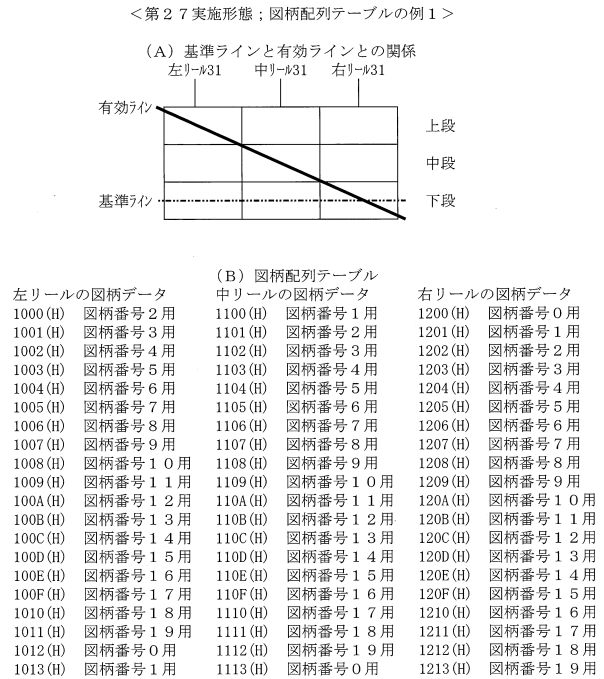 ＜第２７実施形態；図柄配列テーブルの例１＞
（Ａ）基準ラインと有効ラインとの関係
左ﾘｰﾙ31　中ﾘｰﾙ31　右ﾘｰﾙ31
有効ﾗｲﾝ
上段
中段
基準ﾗｲﾝ　下段
（Ｂ）図柄配列テーブル
左リールの図柄データ　中リールの図柄データ　右リールの図柄データ
1000(H)　図柄番号２用　1100(H)　図柄番号１用　1200(H)　図柄番号０用
1001(H)　図柄番号３用　1101(H)　図柄番号２用　1201(H)　図柄番号１用
1002(H)　図柄番号４用　1102(H)　図柄番号３用　1202(H)　図柄番号２用
1003(H)　図柄番号５用　1103(H)　図柄番号４用　1203(H)　図柄番号３用
1004(H)　図柄番号６用　1104(H)　図柄番号５用　1204(H)　図柄番号４用
1005(H)　図柄番号７用　1105(H)　図柄番号６用　1205(H)　図柄番号５用
1006(H)　図柄番号８用　1106(H)　図柄番号７用　1206(H)　図柄番号６用
1007(H)　図柄番号９用　1107(H)　図柄番号８用　1207(H)　図柄番号７用
1008(H)　図柄番号１０用　1108(H)　図柄番号９用　1208(H)　図柄番号８用
1009(H)　図柄番号１１用　1109(H)　図柄番号１０用　1209(H)　図柄番号９用
100A(H)　図柄番号１２用　110A(H)　図柄番号１１用　120A(H)　図柄番号１０用
100B(H)　図柄番号１３用　110B(H)　図柄番号１２用　120B(H)　図柄番号１１用
100C(H)　図柄番号１４用　110C(H)　図柄番号１３用　120C(H)　図柄番号１２用
100D(H)　図柄番号１５用　110D(H)　図柄番号１４用　120D(H)　図柄番号１３用
100E(H)　図柄番号１６用　110E(H)　図柄番号１５用　120E(H)　図柄番号１４用
100F(H)　図柄番号１７用　110F(H)　図柄番号１６用　120F(H)　図柄番号１５用
1010(H)　図柄番号１８用　1110(H)　図柄番号１７用　1210(H)　図柄番号１６用
1011(H)　図柄番号１９用　1111(H)　図柄番号１８用　1211(H)　図柄番号１７用
1012(H)　図柄番号０用　1112(H)　図柄番号１９用　1212(H)　図柄番号１８用
1013(H)　図柄番号１用　1113(H)　図柄番号０用　1213(H)　図柄番号１９用